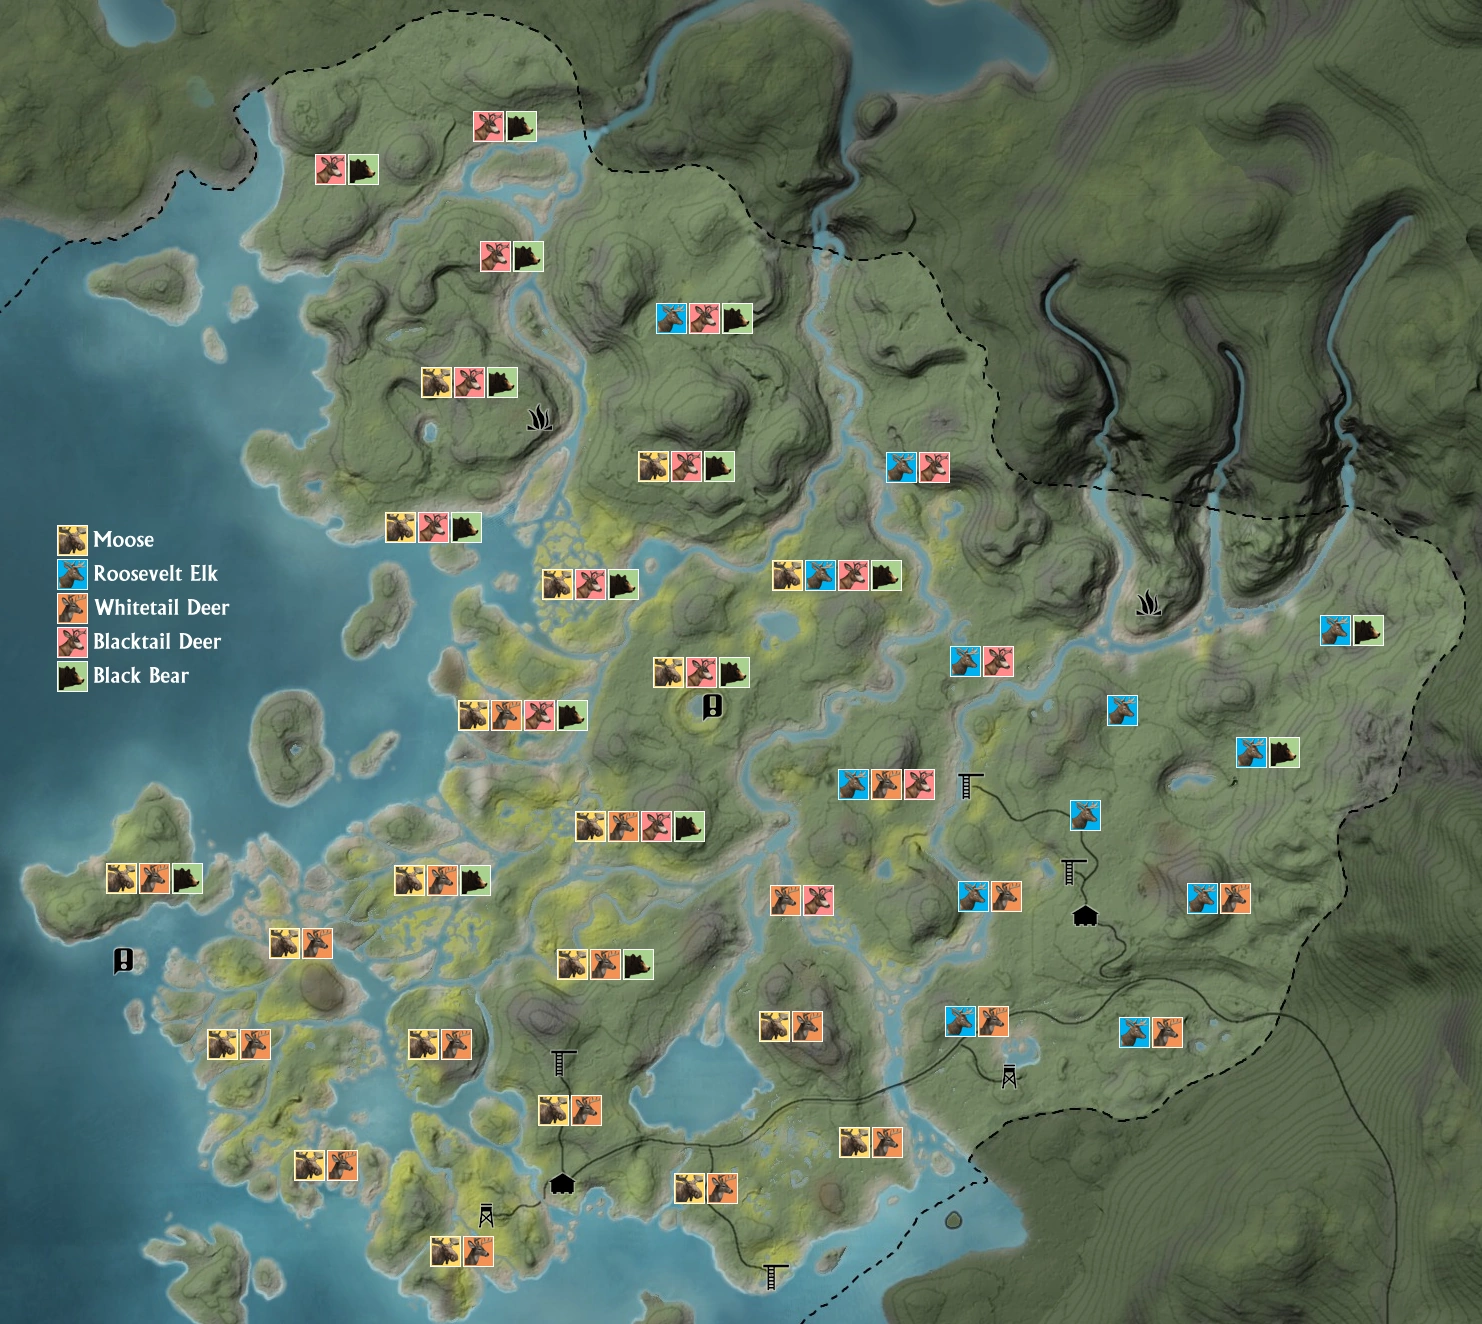 Moose
Roosevelt Elk
Whitetail Deer
Blacktail Deer
Black Bear